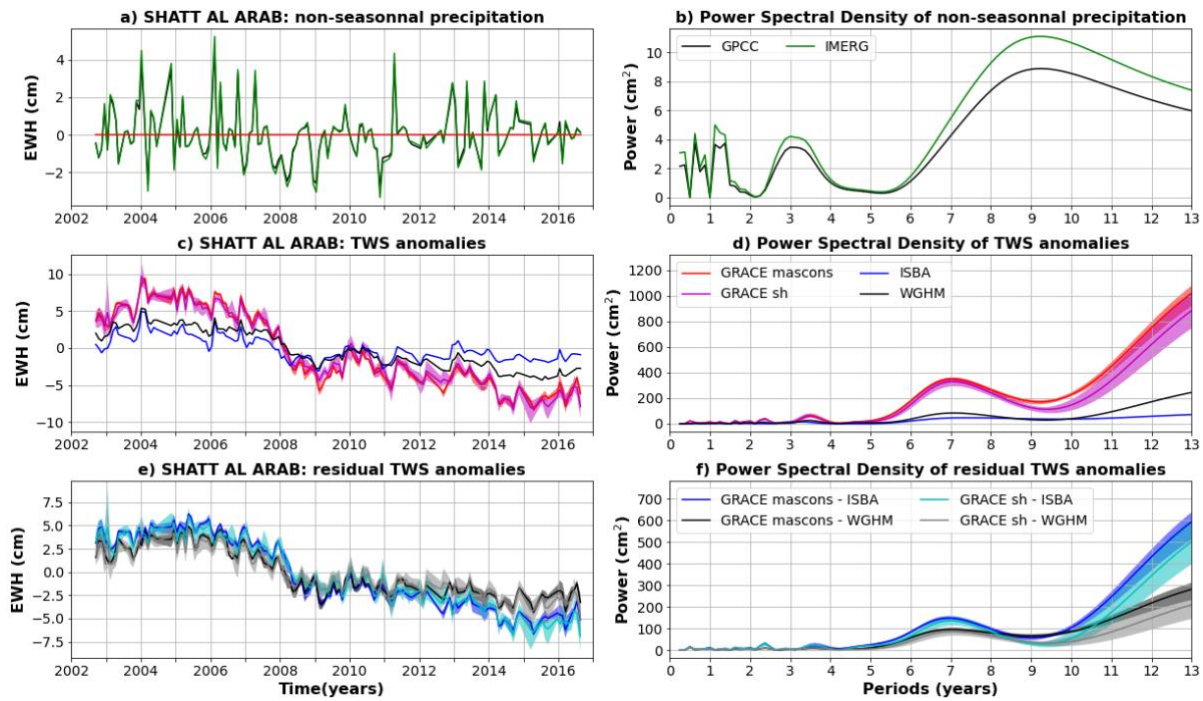 a) SHATT AL ARAB: non-seasonnal precipitation
EWH (cm)
4
2
0
−2
2002 2004 2006 2008 2010 2012 2014 2016
b) Power Spectral Density of non-seasonnal precipitation
GPCC IMERG
Power (cm²)
10
8
6
4
2
0
0 1 2 3 4 5 6 7 8 9 10 11 12 13
c) SHATT AL ARAB: TWS anomalies
EWH (cm)
10
5
0
−5
−10
2002 2004 2006 2008 2010 2012 2014 2016
d) Power Spectral Density of TWS anomalies
GRACE mascons ISBA
GRACE sh WGHM
Power (cm²)
1200
1000
800
600
400
200
0
0 1 2 3 4 5 6 7 8 9 10 11 12 13
e) SHATT AL ARAB: residual TWS anomalies
EWH (cm)
7.5
5.0
2.5
0.0
−2.5
−5.0
−7.5
2002 2004 2006 2008 2010 2012 2014 2016
Time(years)
f) Power Spectral Density of residual TWS anomalies
GRACE mascons - ISBA GRACE sh - ISBA
GRACE mascons - WGHM GRACE sh - WGHM
Power (cm²)
700
600
500
400
300
200
100
0
0 1 2 3 4 5 6 7 8 9 10 11 12 13
Periods (years)